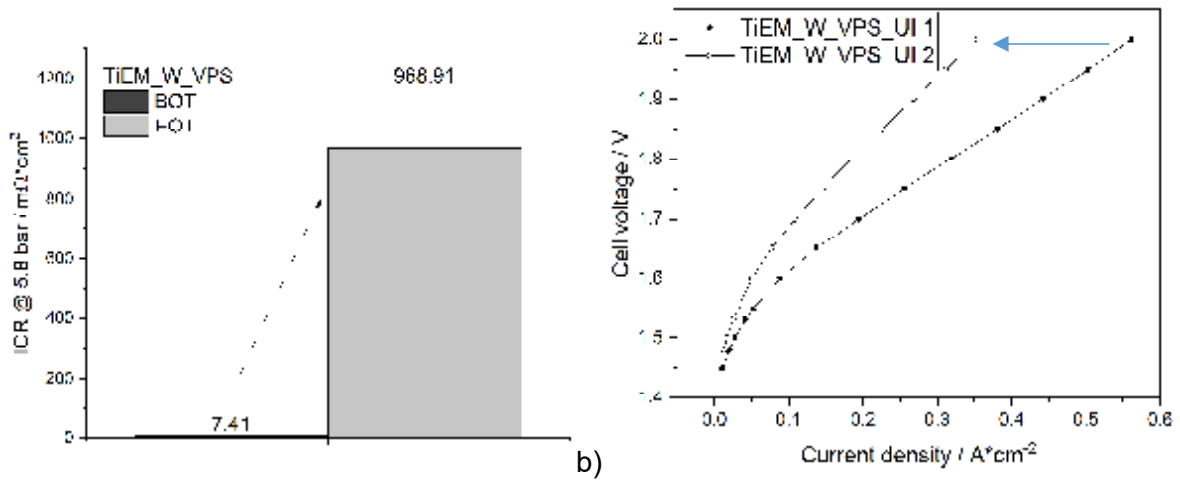 TiEM_W_VPS
BOT
EOT
968.91
7.41
1200
1000
800
600
400
200
0
ICR @ 5.8 bar / mΩ*cm²
b)
TiEM_W_VPS_UI 1
TiEM_W_VPS_UI 2
2.0
1.9
1.8
1.7
1.6
1.5
1.4
Cell voltage / V
0.0 0.1 0.2 0.3 0.4 0.5 0.6
Current density / A*cm⁻²